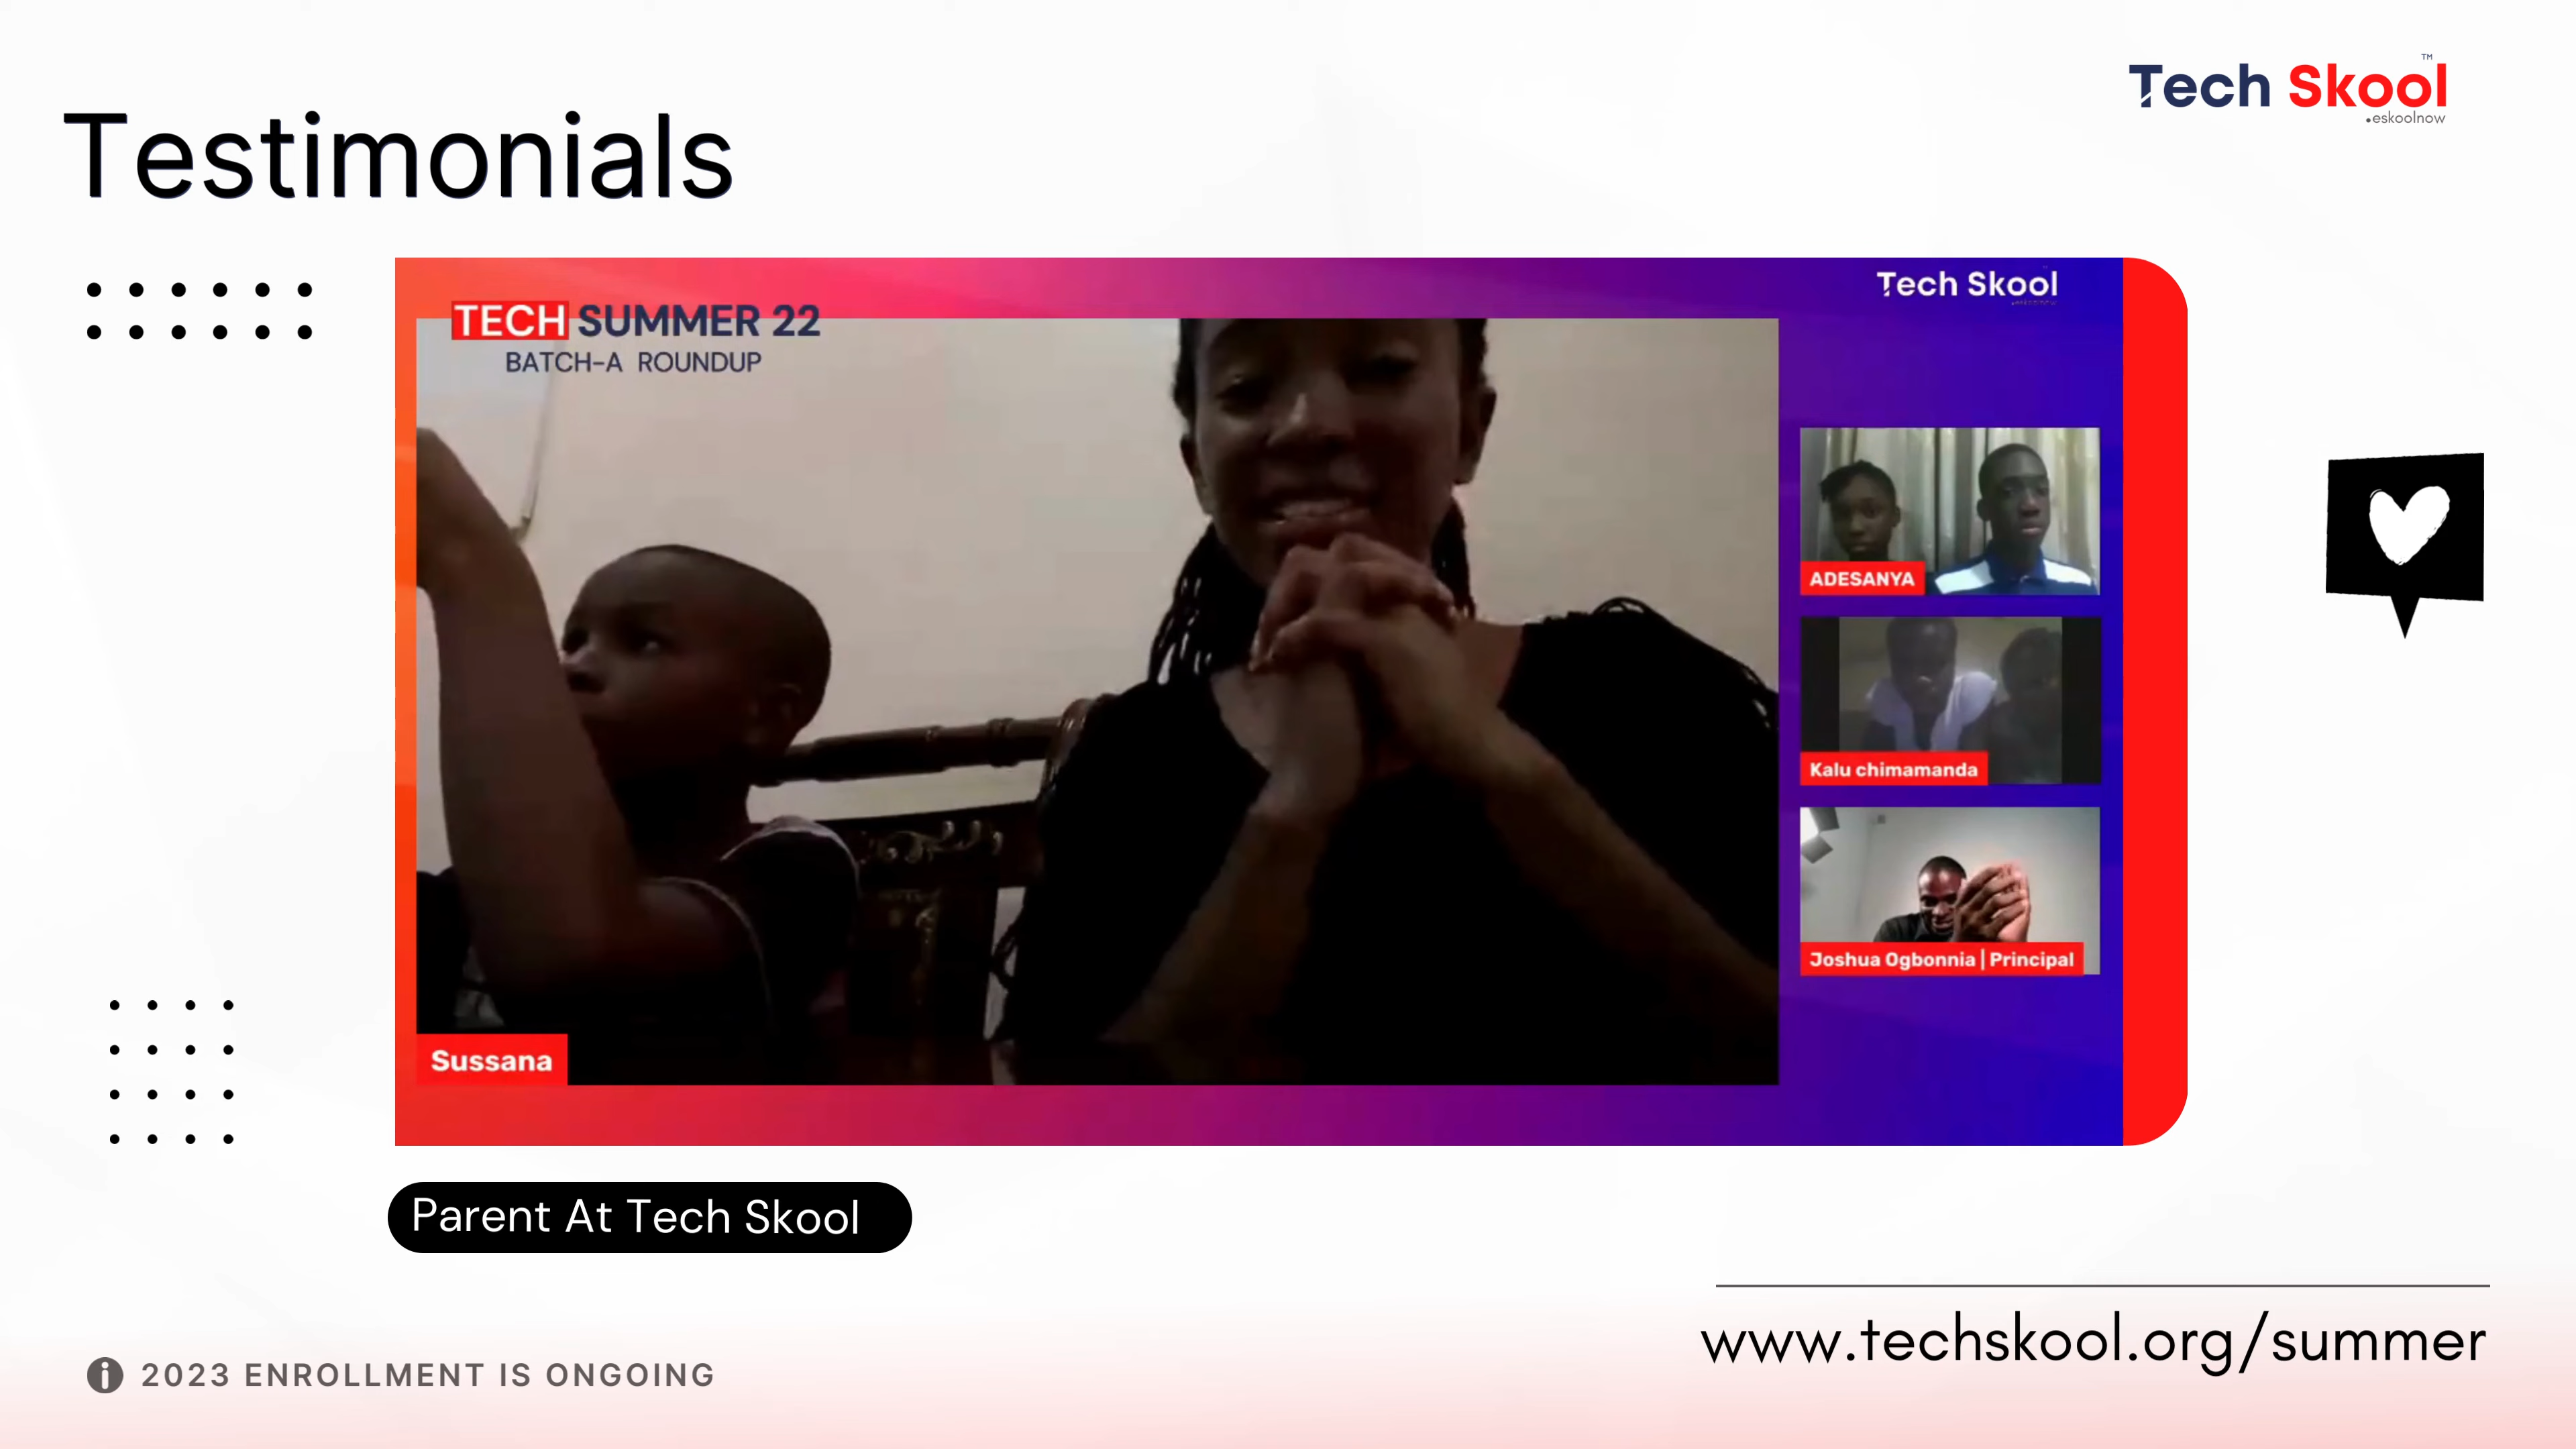 Tech Skool
TM
.eskoolnow
Testimonials
Tech Skool
TECH SUMMER 22
BATCH-A ROUNDUP
ADESANYA
Kalu chimamanda
Joshua Ogbonnia | Principal
Sussana
Parent At Tech Skool
www.techskool.org/summer
2023 ENROLLMENT IS ONGOING